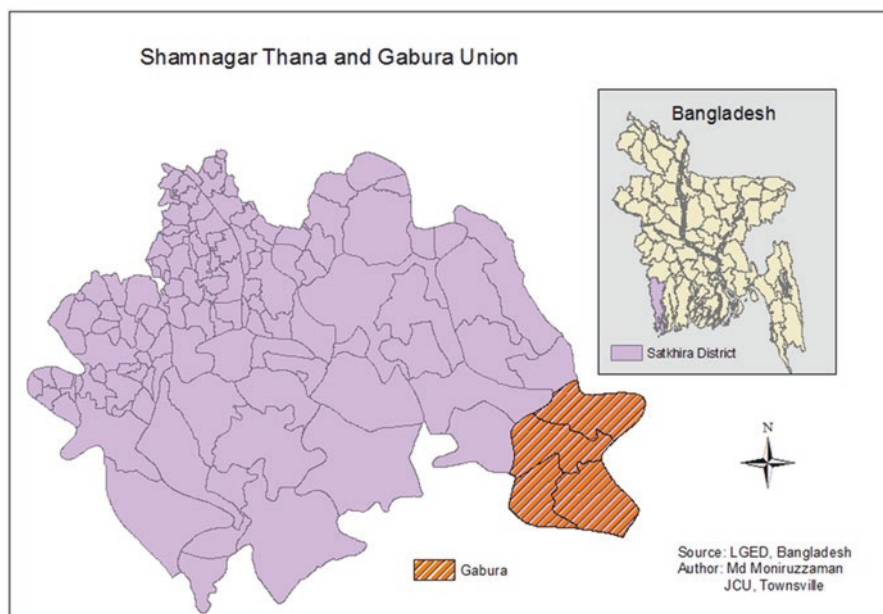 Shamnagar Thana and Gabura Union
Bangladesh
Satkhira District
N
Gabura
Source: LGED, Bangladesh
Author: Md Moniruzzaman
JCU, Townsville